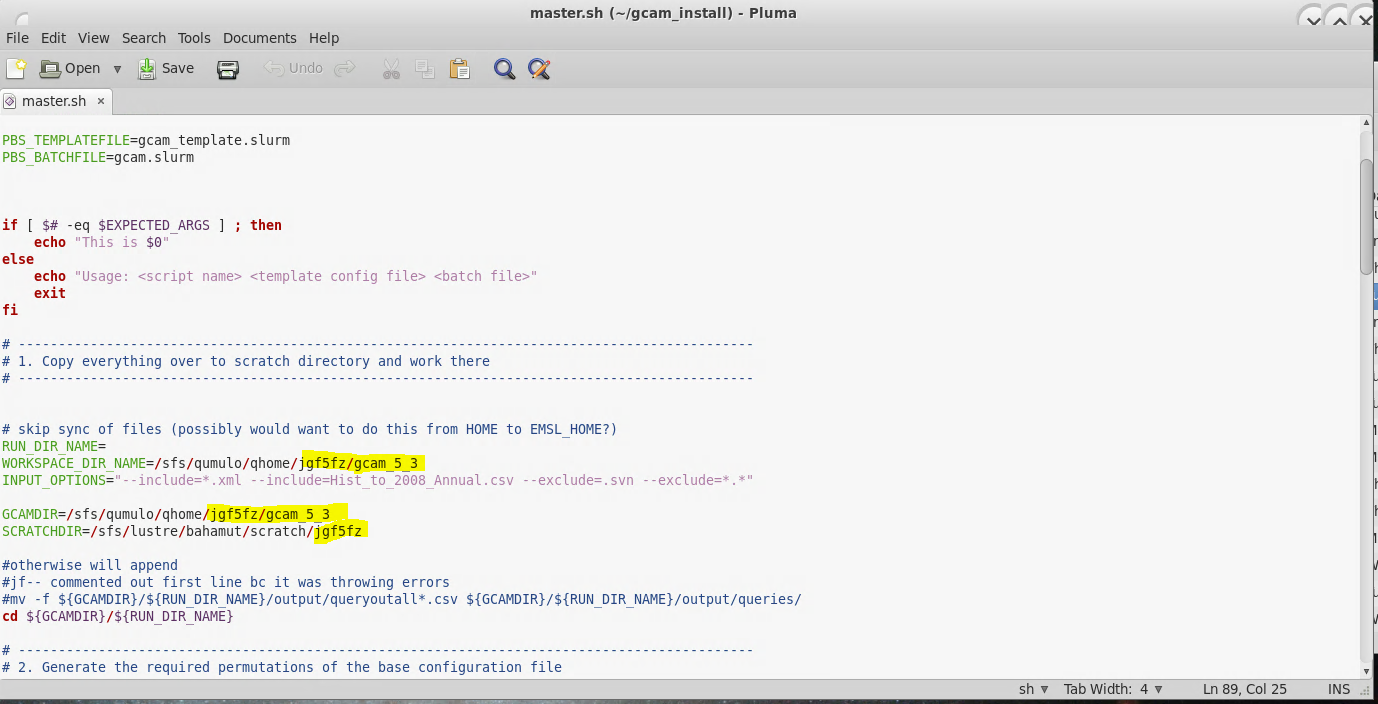 master.sh (~/gcam_install) - Pluma
File Edit View Search Tools Documents Help
Open Save Undo
master.sh ×
PBS_TEMPLATEFILE=gcam_template.slurm
PBS_BATCHFILE=gcam.slurm
if [ $# -eq $EXPECTED_ARGS ] ; then
    echo "This is $0"
else
    echo "Usage: <script name> <template config file> <batch file>"
    exit
fi
# --------------------------------------------------------------------------------------------
# 1. Copy everything over to scratch directory and work there
# --------------------------------------------------------------------------------------------
# skip sync of files (possibly would want to do this from HOME to EMSL_HOME?)
RUN_DIR_NAME=
WORKSPACE_DIR_NAME=/sfs/qumulo/qhome/jgf5fz/gcam_5_3
INPUT_OPTIONS="--include=*.xml --include=Hist_to_2008_Annual.csv --exclude=.svn --exclude=*.*"
GCAMDIR=/sfs/qumulo/qhome/jgf5fz/gcam_5_3
SCRATCHDIR=/sfs/lustre/bahamut/scratch/jgf5fz
#otherwise will append
#jf-- commented out first line bc it was throwing errors
#mv -f ${GCAMDIR}/${RUN_DIR_NAME}/output/queryoutall*.csv ${GCAMDIR}/${RUN_DIR_NAME}/output/queries/
cd ${GCAMDIR}/${RUN_DIR_NAME}
# --------------------------------------------------------------------------------------------
# 2. Generate the required permutations of the base configuration file
sh Tab Width: 4 Ln 89, Col 25 INS